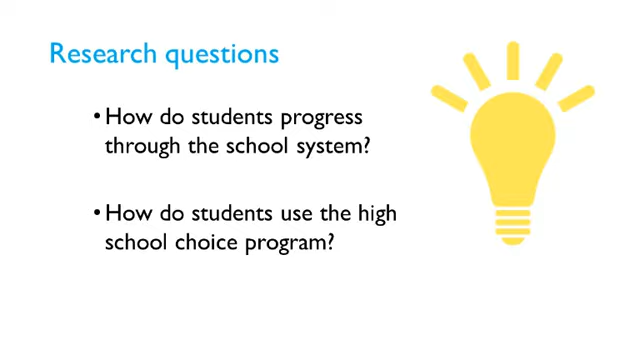 Research questions
• How do students progress
through the school system?
• How do students use the high
school choice program?